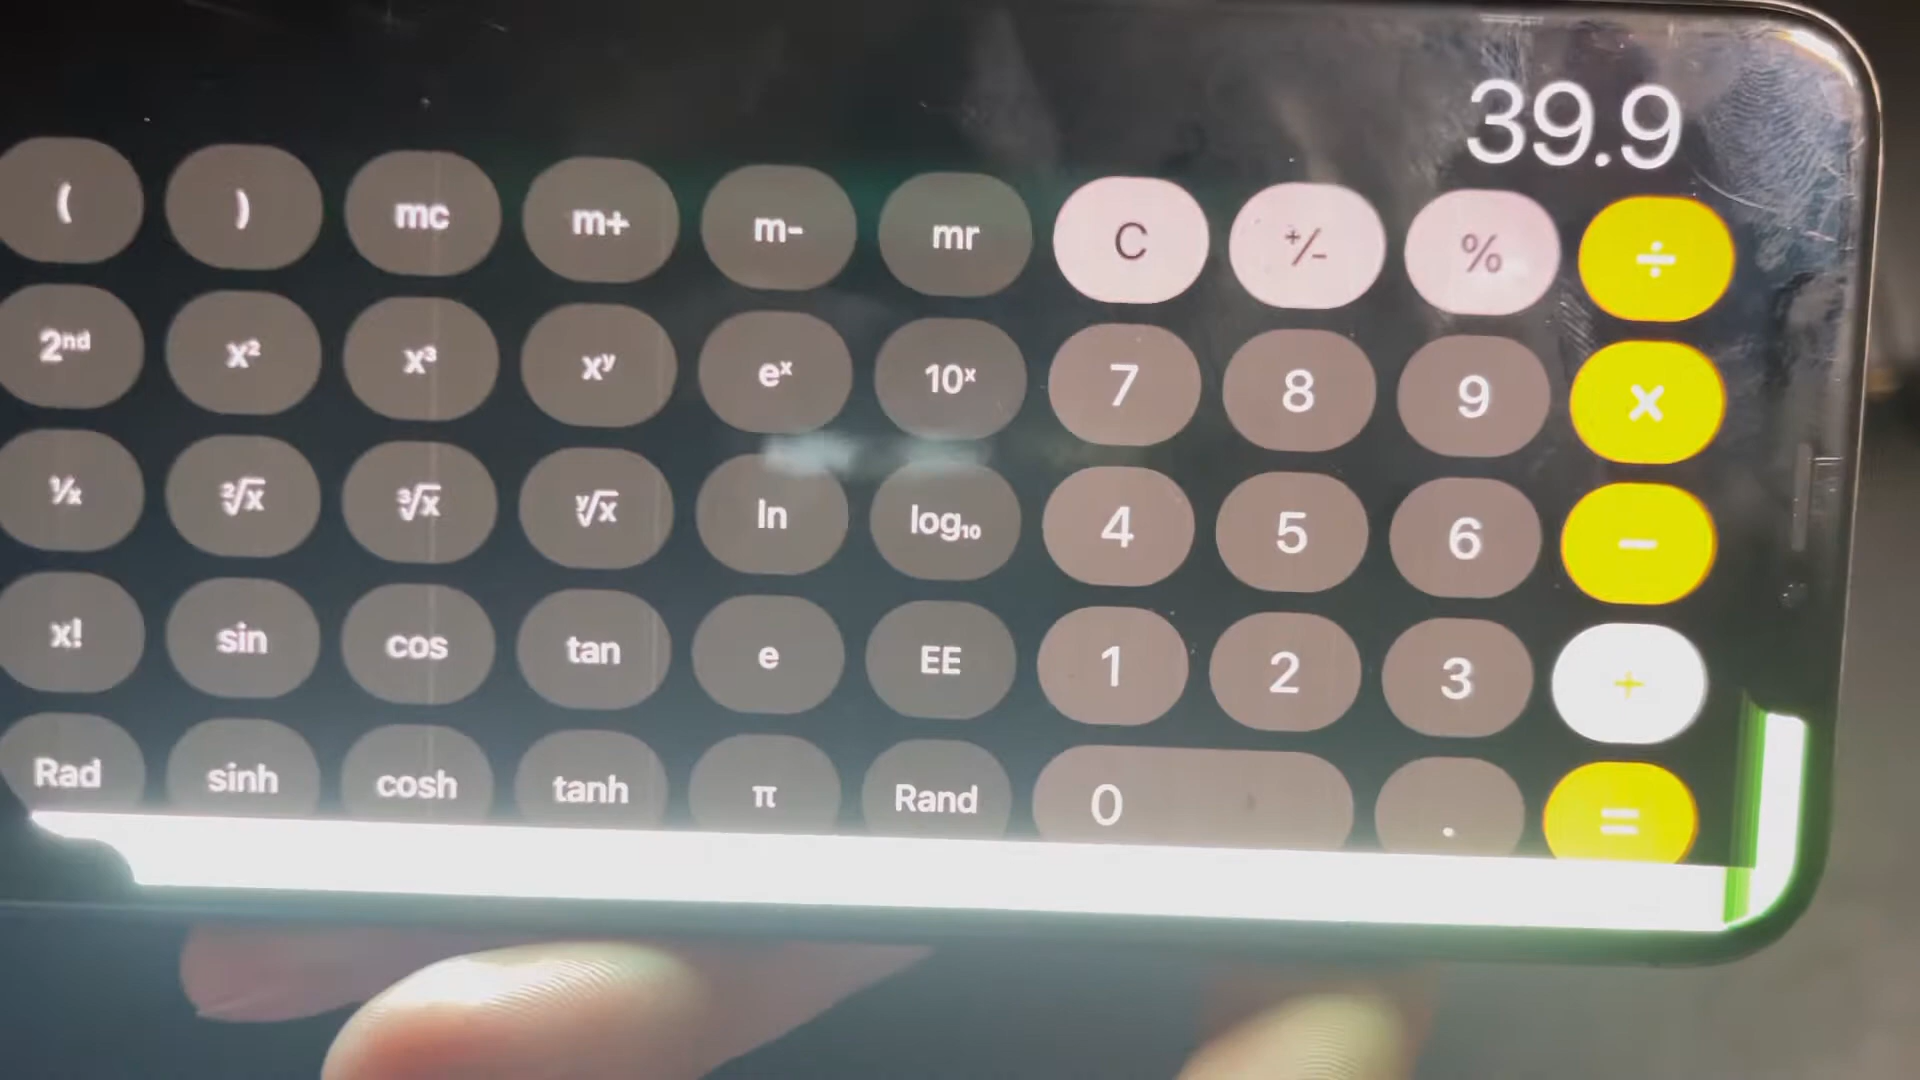 39.9
( ) mc m+ m- mr C +/- % ÷
2nd x² x³ xʸ eˣ 10ˣ 7 8 9 ×
1/x ²√x ³√x ʸ√x ln log₁₀ 4 5 6 −
x! sin cos tan e EE 1 2 3 +
Rad sinh cosh tanh π Rand 0 . =